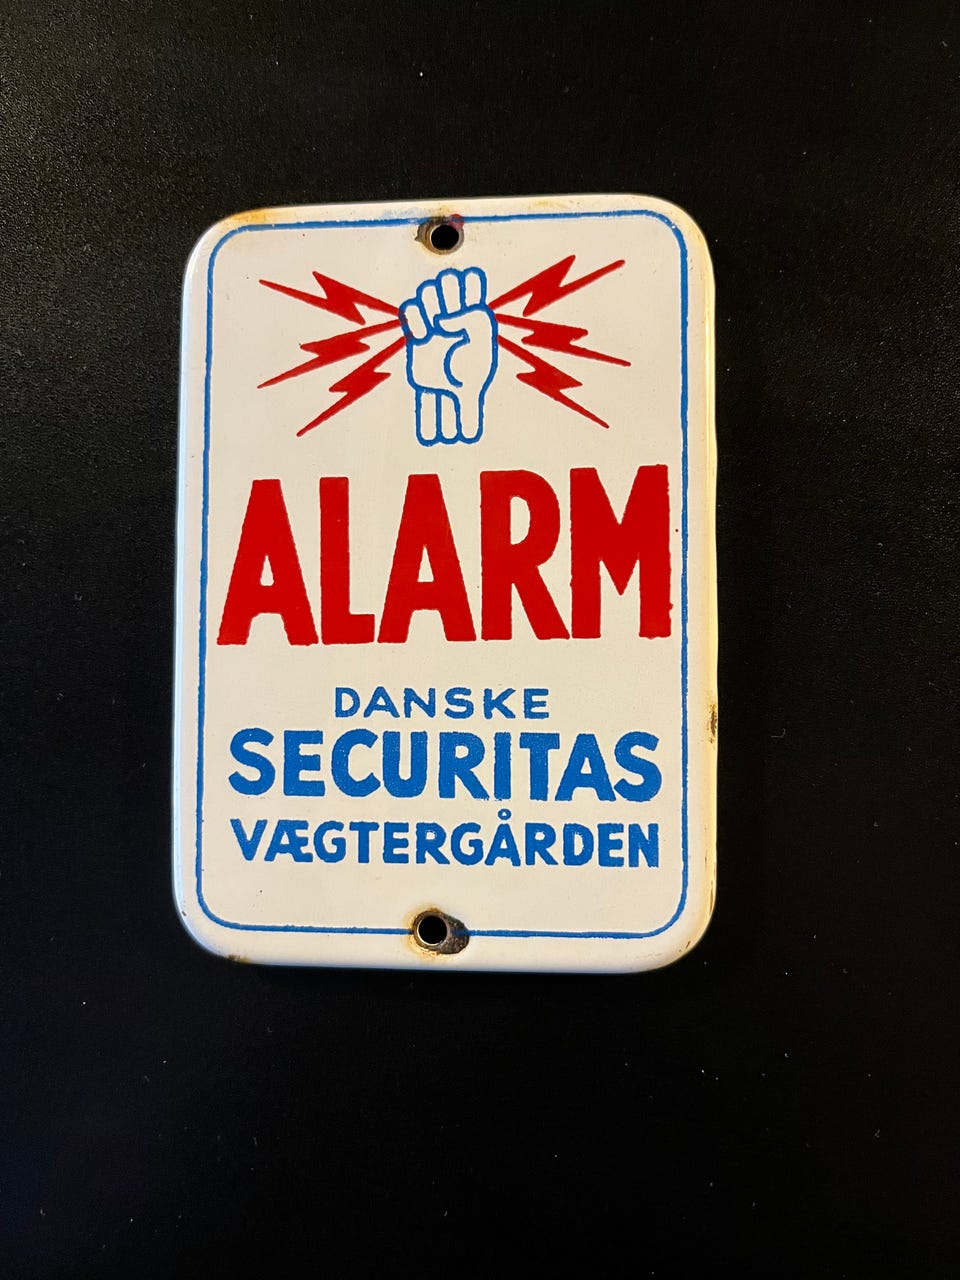 ALARM
DANSKE
SECURITAS
VÆGTERGÅRDEN